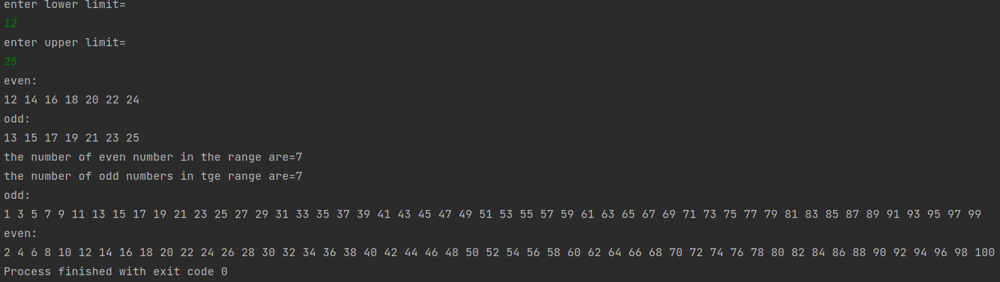 enter lower limit=
12
enter upper limit=
25
even:
12 14 16 18 20 22 24
odd:
13 15 17 19 21 23 25
the number of even number in the range are=7
the number of odd numbers in tge range are=7
odd:
1 3 5 7 9 11 13 15 17 19 21 23 25 27 29 31 33 35 37 39 41 43 45 47 49 51 53 55 57 59 61 63 65 67 69 71 73 75 77 79 81 83 85 87 89 91 93 95 97 99
even:
2 4 6 8 10 12 14 16 18 20 22 24 26 28 30 32 34 36 38 40 42 44 46 48 50 52 54 56 58 60 62 64 66 68 70 72 74 76 78 80 82 84 86 88 90 92 94 96 98 100
Process finished with exit code 0